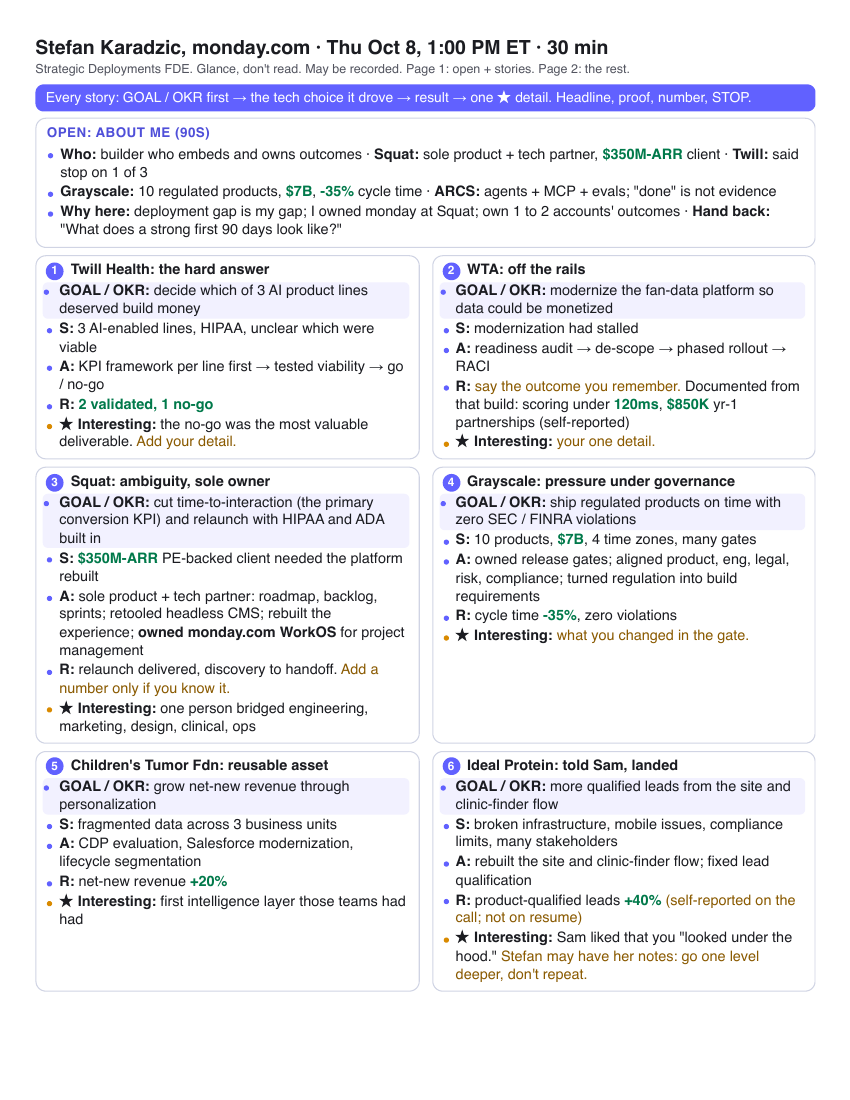 Stefan Karadzic, monday.com · Thu Oct 8, 1:00 PM ET · 30 min
Strategic Deployments FDE. Glance, don't read. May be recorded. Page 1: open + stories. Page 2: the rest.
Every story: GOAL / OKR first → the tech choice it drove → result → one ★ detail. Headline, proof, number, STOP.
OPEN: ABOUT ME (90S)
• Who: builder who embeds and owns outcomes · Squat: sole product + tech partner, $350M-ARR client · Twill: said
stop on 1 of 3
• Grayscale: 10 regulated products, $7B, -35% cycle time · ARCS: agents + MCP + evals; "done" is not evidence
• Why here: deployment gap is my gap; I owned monday at Squat; own 1 to 2 accounts' outcomes · Hand back:
"What does a strong first 90 days look like?"
1 Twill Health: the hard answer
• GOAL / OKR: decide which of 3 AI product lines
deserved build money
• S: 3 AI-enabled lines, HIPAA, unclear which were
viable
• A: KPI framework per line first → tested viability → go
/ no-go
• R: 2 validated, 1 no-go
• ★ Interesting: the no-go was the most valuable
deliverable. Add your detail.
2 WTA: off the rails
• GOAL / OKR: modernize the fan-data platform so
data could be monetized
• S: modernization had stalled
• A: readiness audit → de-scope → phased rollout →
RACI
• R: say the outcome you remember. Documented from
that build: scoring under 120ms, $850K yr-1
partnerships (self-reported)
• ★ Interesting: your one detail.
3 Squat: ambiguity, sole owner
• GOAL / OKR: cut time-to-interaction (the primary
conversion KPI) and relaunch with HIPAA and ADA
built in
• S: $350M-ARR PE-backed client needed the platform
rebuilt
• A: sole product + tech partner: roadmap, backlog,
sprints; retooled headless CMS; rebuilt the
experience; owned monday.com WorkOS for project
management
• R: relaunch delivered, discovery to handoff. Add a
number only if you know it.
• ★ Interesting: one person bridged engineering,
marketing, design, clinical, ops
4 Grayscale: pressure under governance
• GOAL / OKR: ship regulated products on time with
zero SEC / FINRA violations
• S: 10 products, $7B, 4 time zones, many gates
• A: owned release gates; aligned product, eng, legal,
risk, compliance; turned regulation into build
requirements
• R: cycle time -35%, zero violations
• ★ Interesting: what you changed in the gate.
5 Children's Tumor Fdn: reusable asset
• GOAL / OKR: grow net-new revenue through
personalization
• S: fragmented data across 3 business units
• A: CDP evaluation, Salesforce modernization,
lifecycle segmentation
• R: net-new revenue +20%
• ★ Interesting: first intelligence layer those teams had
had
6 Ideal Protein: told Sam, landed
• GOAL / OKR: more qualified leads from the site and
clinic-finder flow
• S: broken infrastructure, mobile issues, compliance
limits, many stakeholders
• A: rebuilt the site and clinic-finder flow; fixed lead
qualification
• R: product-qualified leads +40% (self-reported on the
call; not on resume)
• ★ Interesting: Sam liked that you "looked under the
hood." Stefan may have her notes: go one level
deeper, don't repeat.